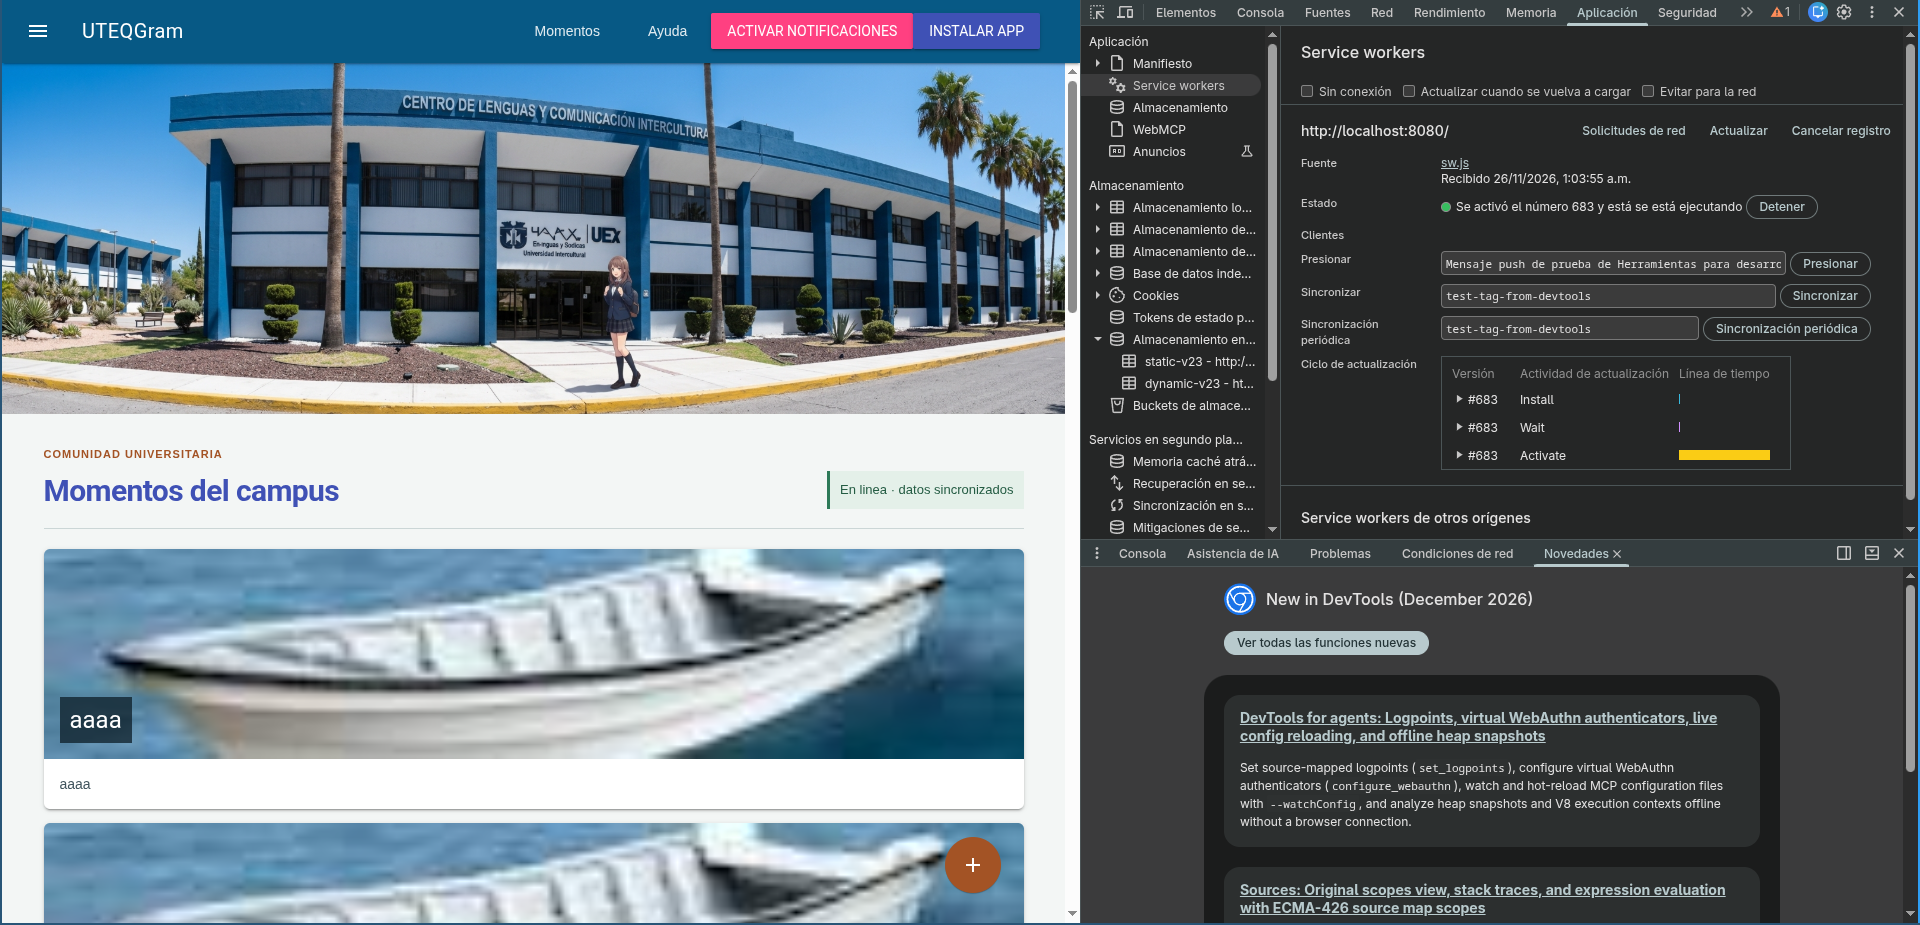 UTEQGram
Momentos
Ayuda
ACTIVAR NOTIFICACIONES
INSTALAR APP
CENTRO DE LENGUAS Y COMUNICACIÓN INTERCULTURA
UEX
Universidad Intercultural
COMUNIDAD UNIVERSITARIA
Momentos del campus
En linea · datos sincronizados
aaaa
aaaa
+
Elementos
Consola
Fuentes
Red
Rendimiento
Memoria
Aplicación
Seguridad
1
Aplicación
Manifiesto
Service workers
Almacenamiento
WebMCP
Anuncios
Almacenamiento
Almacenamiento lo...
Almacenamiento de...
Almacenamiento de...
Base de datos inde...
Cookies
Tokens de estado p...
Almacenamiento en...
static-v23 - http:/...
dynamic-v23 - ht...
Buckets de almace...
Servicios en segundo pla...
Memoria caché atrá...
Recuperación en se...
Sincronización en s...
Mitigaciones de se...
Service workers
Sin conexión
Actualizar cuando se vuelva a cargar
Evitar para la red
http://localhost:8080/
Solicitudes de red
Actualizar
Cancelar registro
Fuente
sw.js
Recibido 26/11/2026, 1:03:55 a.m.
Estado
Se activó el número 683 y está se está ejecutando
Detener
Clientes
Presionar
Mensaje push de prueba de Herramientas para desarro
Presionar
Sincronizar
test-tag-from-devtools
Sincronizar
Sincronización periódica
test-tag-from-devtools
Sincronización periódica
Ciclo de actualización
Versión
Actividad de actualización
Línea de tiempo
#683
Install
#683
Wait
#683
Activate
Service workers de otros orígenes
Consola
Asistencia de IA
Problemas
Condiciones de red
Novedades
New in DevTools (December 2026)
Ver todas las funciones nuevas
DevTools for agents: Logpoints, virtual WebAuthn authenticators, live
config reloading, and offline heap snapshots
Set source-mapped logpoints ( set_logpoints ), configure virtual WebAuthn
authenticators ( configure_webauthn ), watch and hot-reload MCP configuration files
with --watchConfig , and analyze heap snapshots and V8 execution contexts offline
without a browser connection.
Sources: Original scopes view, stack traces, and expression evaluation
with ECMA-426 source map scopes